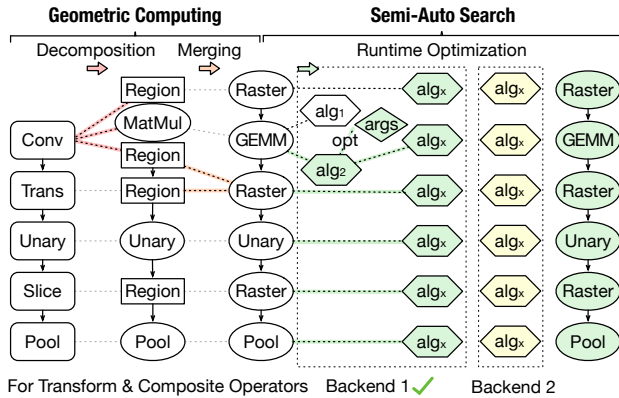 Geometric Computing Semi-Auto Search
Decomposition Merging Runtime Optimization
Region Raster alg1 algx algx Raster
MatMul args
Conv GEMM opt algx algx GEMM
Region alg2
Trans Region Raster algx algx Raster
Unary Unary Unary algx algx Unary
Slice Region Raster algx algx Raster
Pool Pool Pool algx algx Pool
For Transform & Composite Operators Backend 1 Backend 2